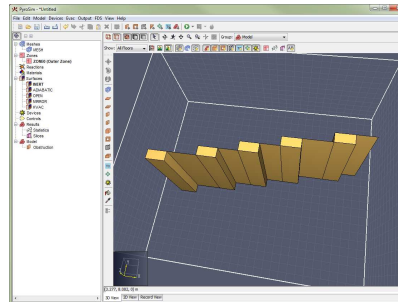 PyroSim - *Untitled
File Edit Model Devices Evac. Output FDS View Help
Group: Model
Show: All Floors
Meshes
MESH
Zones
ZONE0 (Outer Zone)
Reactions
Materials
Surfaces
INERT
ADIABATIC
OPEN
MIRROR
HVAC
Devices
Controls
Results
Statistics
Slices
Model
Obstruction
3D View 2D View Record View